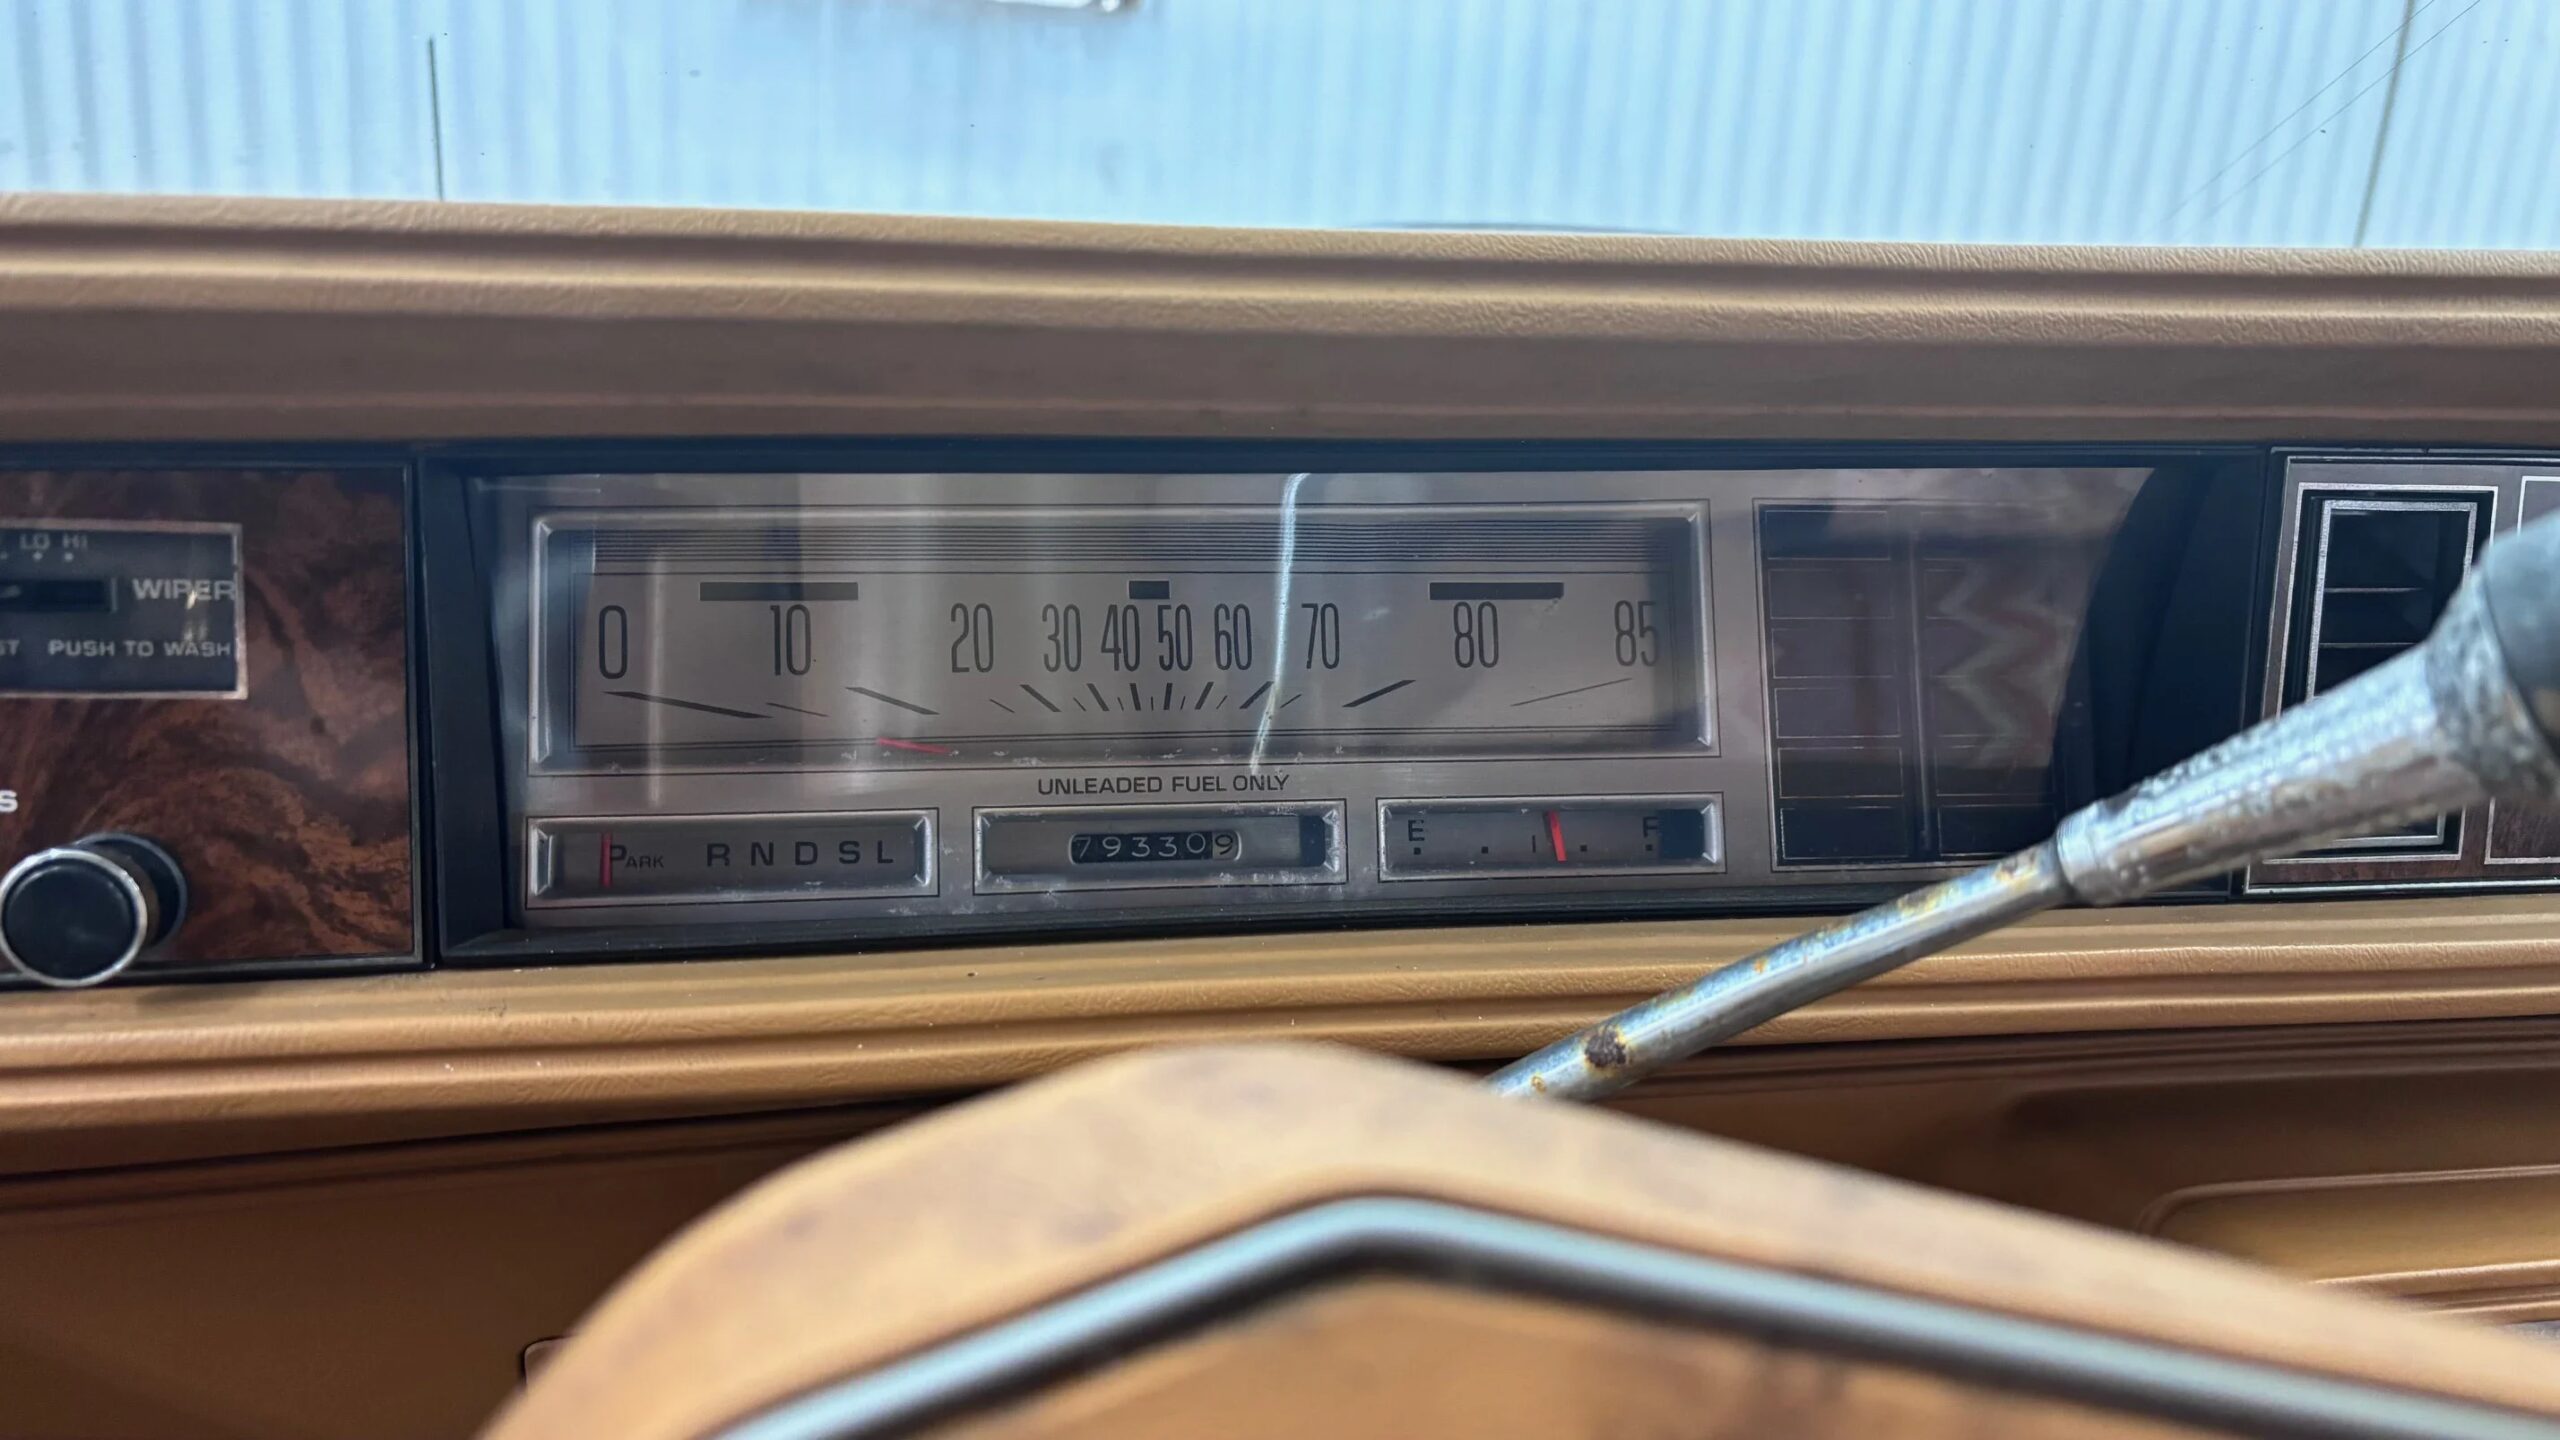 LO HI
WIPER
PUSH TO WASH
0 10 20 30 40 50 60 70 80 85
UNLEADED FUEL ONLY
PARK R N D S L
793309
E F